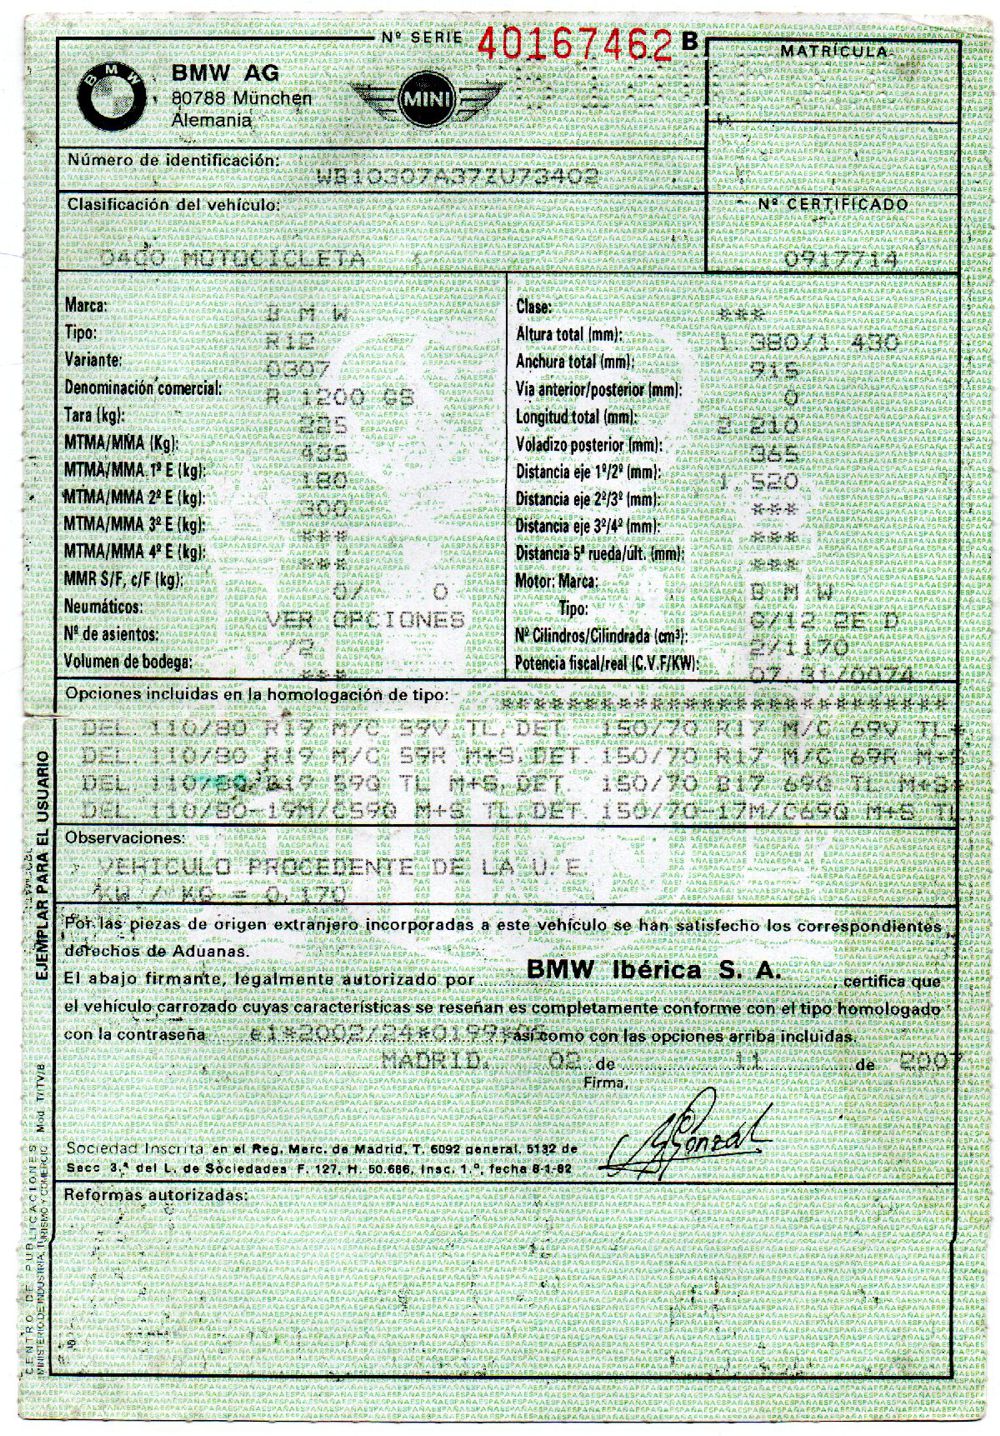 Nº SERIE 40167462 B
MATRÍCULA
BMW
BMW AG
80788 München
Alemania
MINI
Número de identificación:
WB10307A37ZU73402
Clasificación del vehículo:
0400 MOTOCICLETA
Nº CERTIFICADO
0917714
Marca: B M W
Tipo: R12
Variante: 0307
Denominación comercial: R 1200 GS
Tara (kg): 225
MTMA/MMA (Kg): 435
MTMA/MMA 1º E (kg): 180
MTMA/MMA 2º E (kg): 300
MTMA/MMA 3º E (kg): ***
MTMA/MMA 4º E (kg): ***
MMR S/F, c/F (kg): 0/ 0
Neumáticos: VER OPCIONES
Nº de asientos: /2
Volumen de bodega: ***
Clase: ***
Altura total (mm): 1.380/1.430
Anchura total (mm): 915
Vía anterior/posterior (mm): 0
Longitud total (mm): 2.210
Voladizo posterior (mm): 365
Distancia eje 1º/2º (mm): 1.520
Distancia eje 2º/3º (mm): ***
Distancia eje 3º/4º (mm): ***
Distancia 5ª rueda/últ. (mm): ***
Motor: Marca: B M W
Tipo: G/12 2E D
Nº Cilindros/Cilindrada (cm³): 2/1170
Potencia fiscal/real (C.V.F/KW): 07.31/0074
Opciones incluidas en la homologación de tipo: **************************
DEL. 110/80 R19 M/C 59V TL, DET. 150/70 R17 M/C 69V TL+
DEL. 110/80 R19 M/C 59R M+S, DET. 150/70 R17 M/C 69R M+S
DEL. 110/80 B19 59Q TL M+S, DET. 150/70 B17 69Q TL M+S*
DEL. 110/80-19M/C59Q M+S TL, DET. 150/70-17M/C69Q M+S TL
Observaciones:
VEHICULO PROCEDENTE DE LA U.E.
KW / KG = 0,170
Por las piezas de origen extranjero incorporadas a este vehículo se han satisfecho los correspondientes
derechos de Aduanas.
El abajo firmante, legalmente autorizado por BMW Ibérica S. A., certifica que
el vehículo carrozado cuyas características se reseñan es completamente conforme con el tipo homologado
con la contraseña e1*2002/24*0199*05 así como con las opciones arriba incluidas.
MADRID. 02 de 11 de 2007
Firma,
Sociedad Inscrita en el Reg. Merc. de Madrid, T. 6092 general, 5132 de
Secc 3.ª del L. de Sociedades F. 127, H. 50.686, Insc. 1.º, fecha 8-1-82
Reformas autorizadas:
EJEMPLAR PARA EL USUARIO
CENTRO DE PUBLICACIONES Mod. TITV/8
MINISTERIO DE INDUSTRIA, TURISMO Y COMERCIO